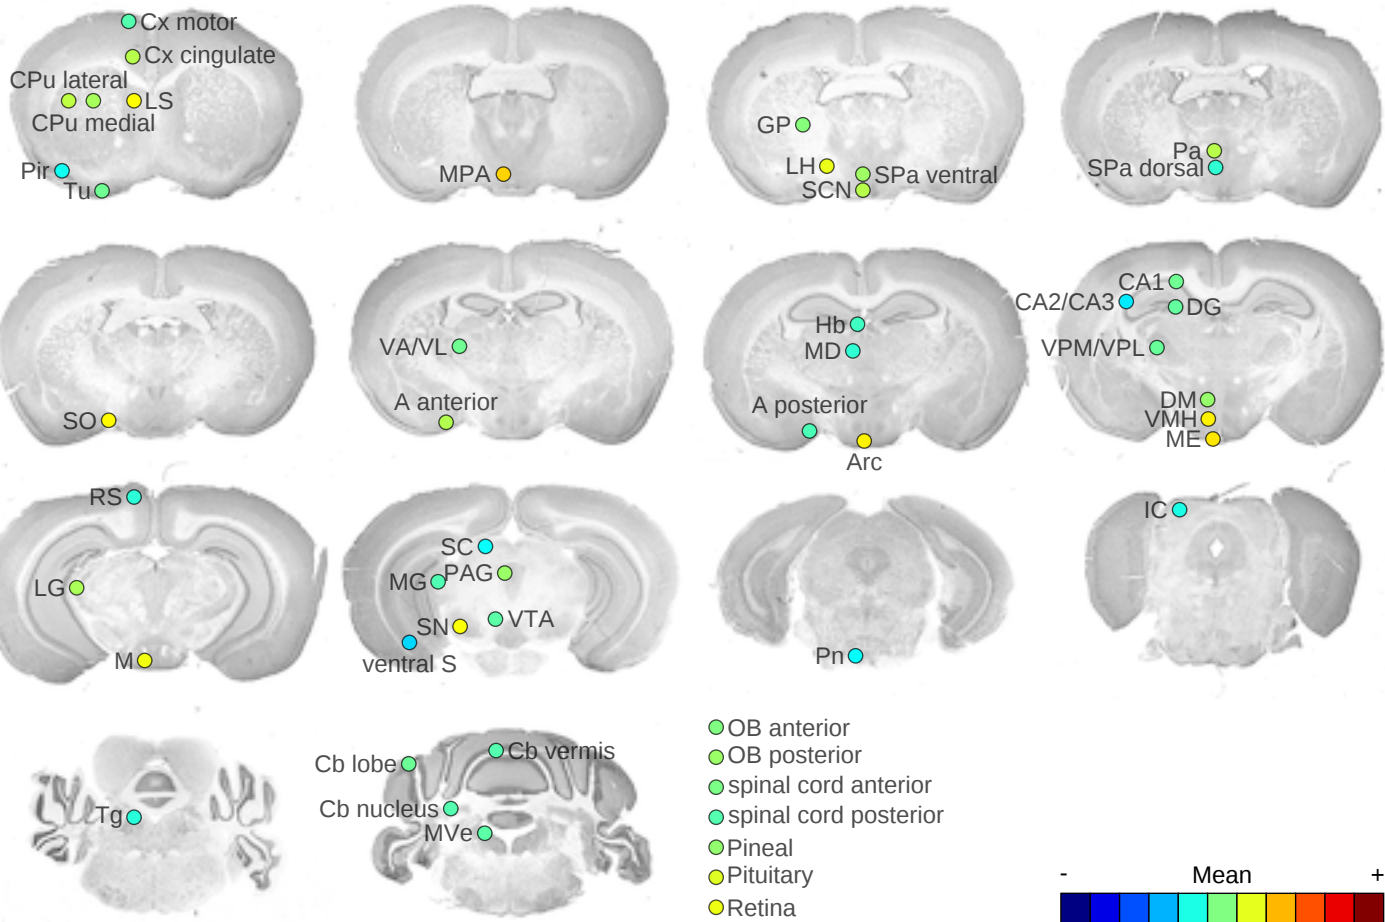 Cx motor
Cx cingulate
CPu lateral
LS
CPu medial
Pir
Tu
MPA
GP
LH
SPa ventral
SCN
Pa
SPa dorsal
SO
VA/VL
A anterior
Hb
MD
A posterior
Arc
CA1
CA2/CA3
DG
VPM/VPL
DM
VMH
ME
RS
LG
M
SC
PAG
MG
VTA
SN
ventral S
Pn
IC
Tg
Cb vermis
Cb lobe
Cb nucleus
MVe
OB anterior
OB posterior
spinal cord anterior
spinal cord posterior
Pineal
Pituitary
Retina
- Mean +